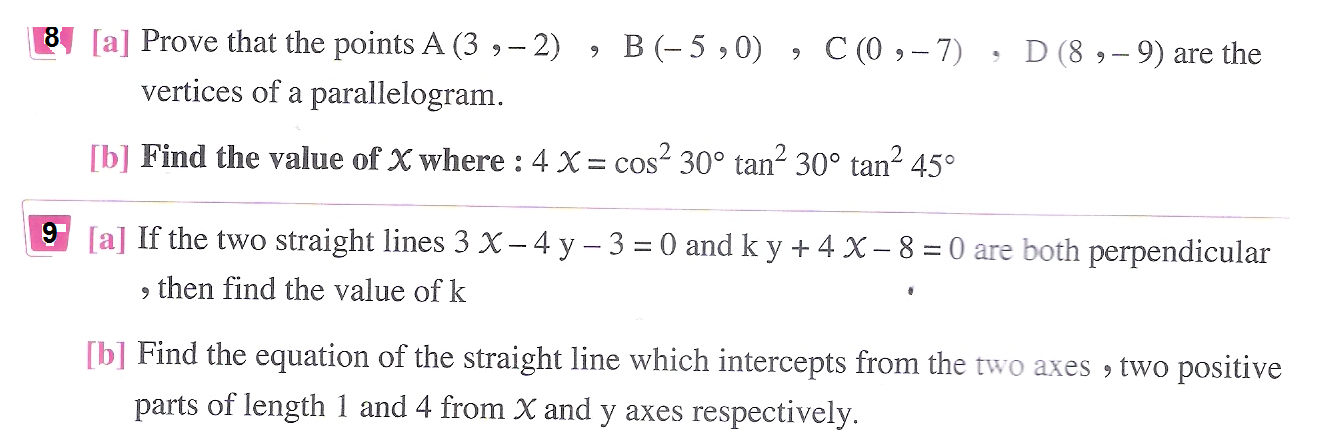 8 [a] Prove that the points A (3 , – 2) , B (– 5 , 0) , C (0 , – 7) , D (8 , – 9) are the
vertices of a parallelogram.
[b] Find the value of X where : 4 X = cos² 30° tan² 30° tan² 45°
9 [a] If the two straight lines 3 X – 4 y – 3 = 0 and k y + 4 X – 8 = 0 are both perpendicular
, then find the value of k
[b] Find the equation of the straight line which intercepts from the two axes , two positive
parts of length 1 and 4 from X and y axes respectively.